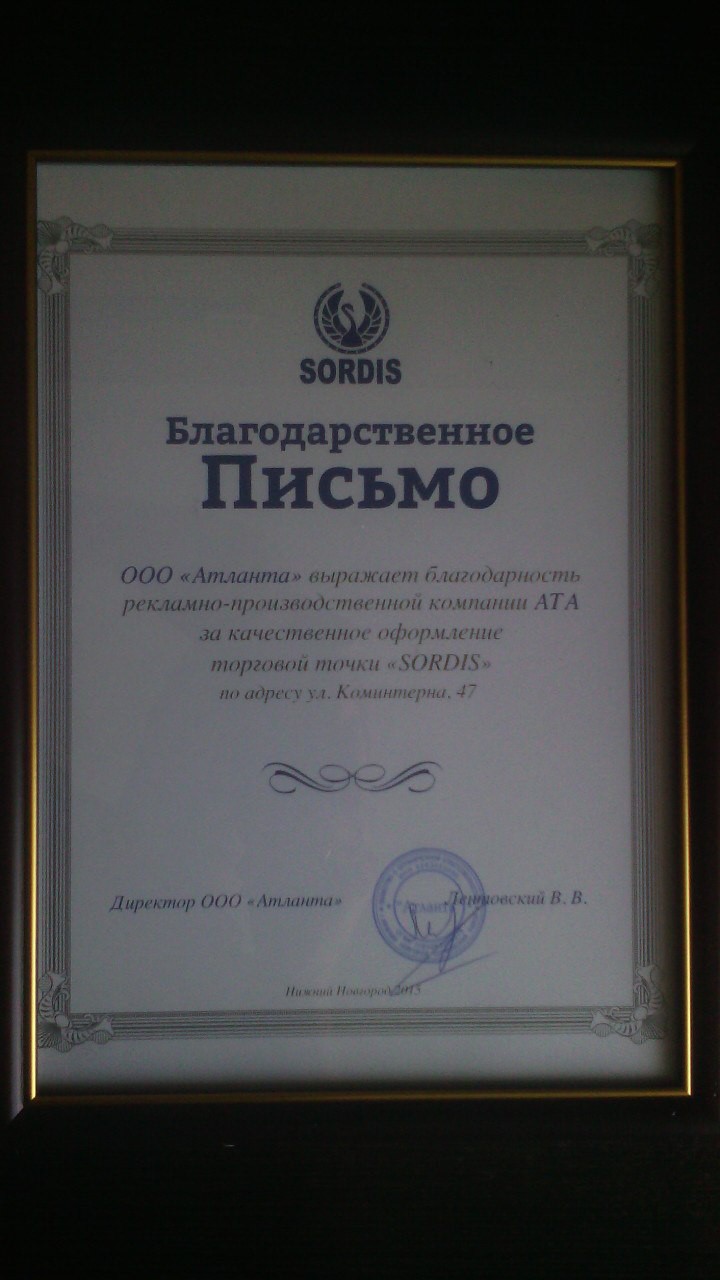 SORDIS
Благодарственное
Письмо
ООО «Атланта» выражает благодарность
рекламно-производственной компании АТА
за качественное оформление
торговой точки «SORDIS»
по адресу ул. Коминтерна, 47
Директор ООО «Атланта»
В. В.
"Атланта"
Нижний Новгород